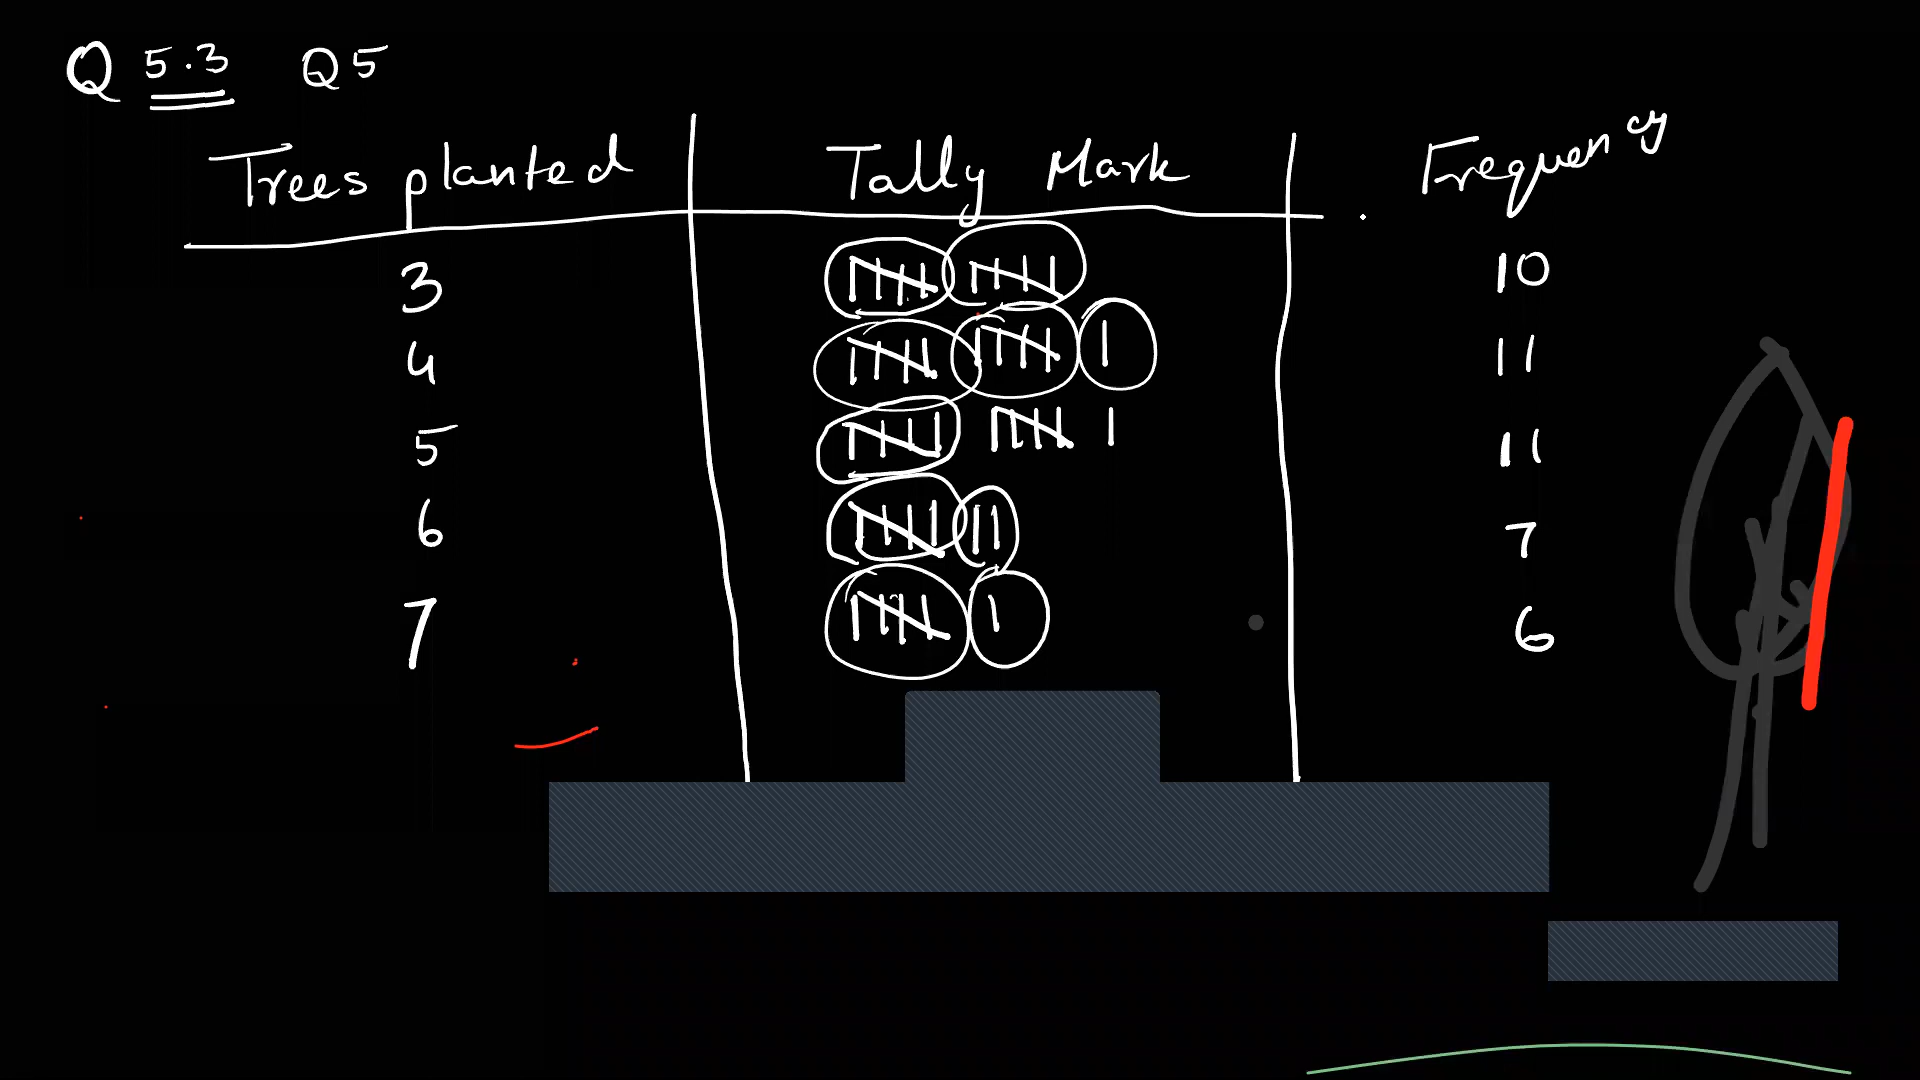 Q 5.3 Q5
Trees planted Tally Mark Frequency
3 𝍸 𝍸 10
4 𝍸 𝍸 | 11
5 𝍸 𝍸 | 11
6 𝍸 || 7
7 𝍸 | 6